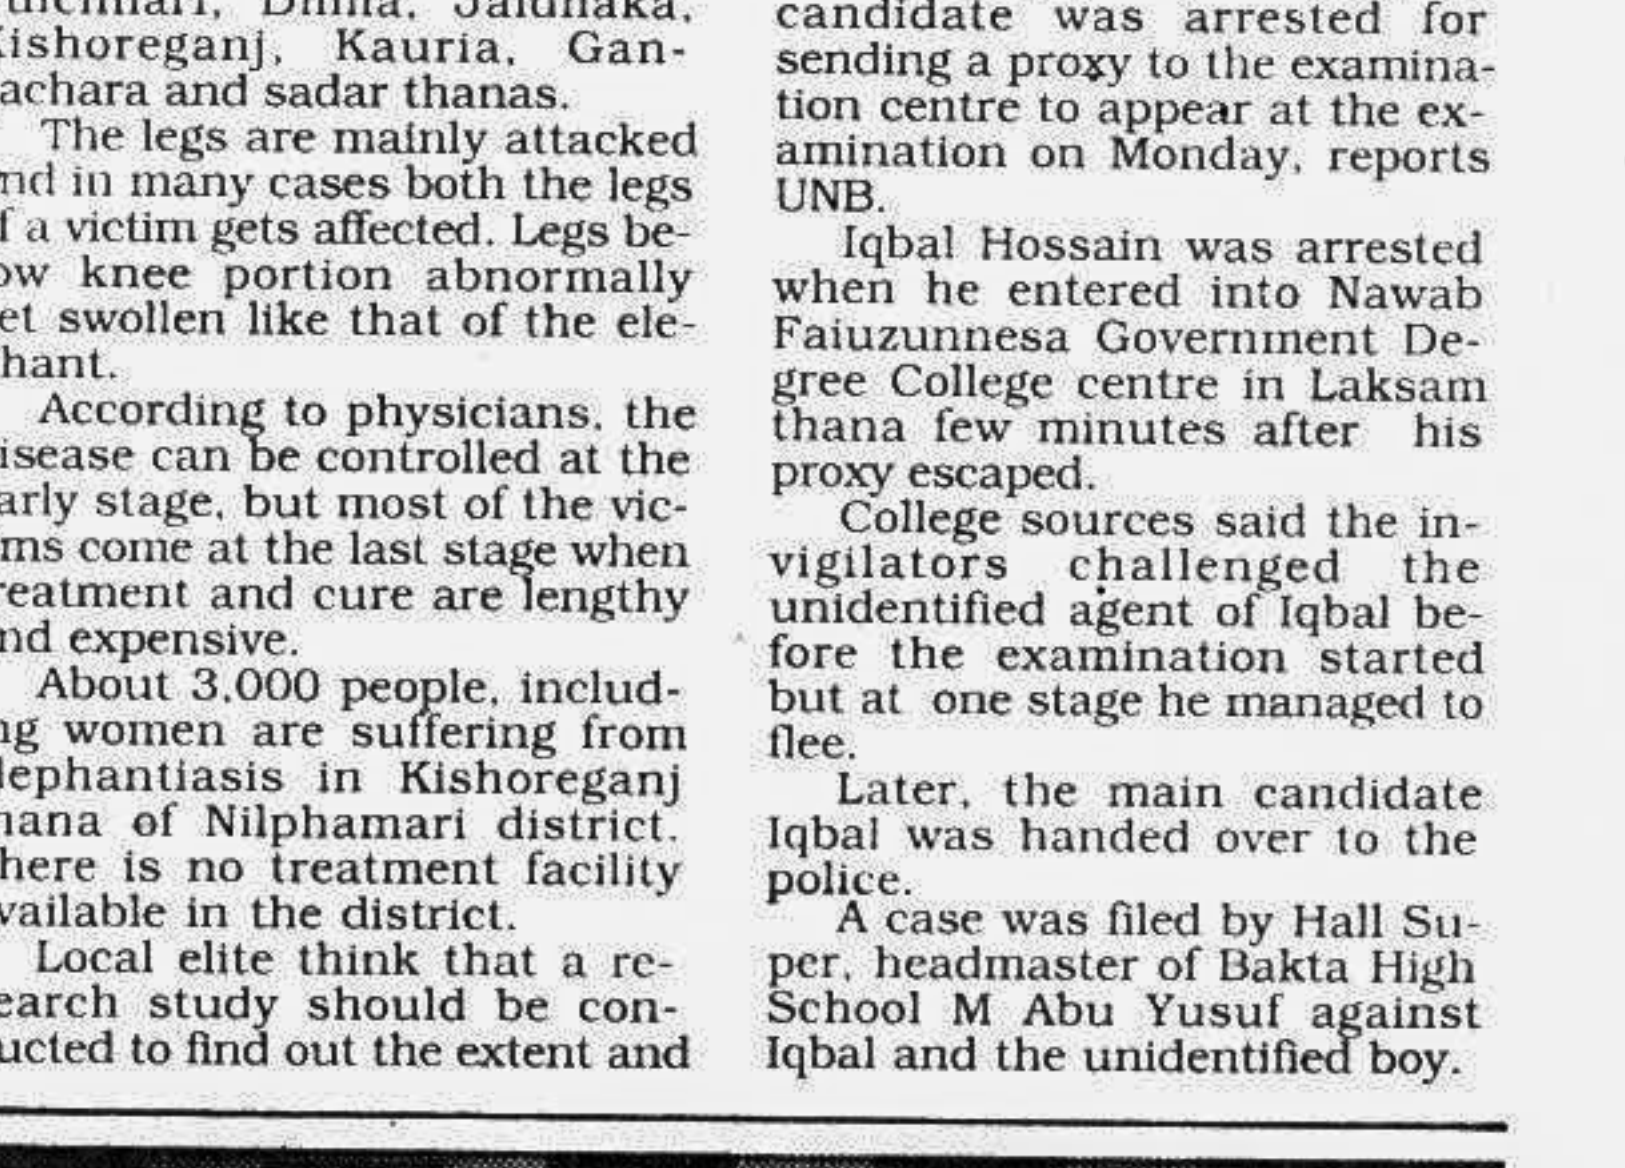 Dimla, Jaldhaka,
Kishoreganj, Kauria, Gan-
achara and sadar thanas.
The legs are mainly attacked
nd in many cases both the legs
f a victim gets affected. Legs be-
ow knee portion abnormally
et swollen like that of the ele-
hant.
According to physicians, the
isease can be controlled at the
arly stage, but most of the vic-
ms come at the last stage when
reatment and cure are lengthy
nd expensive.
About 3,000 people, includ-
ng women are suffering from
lephantiasis in Kishoreganj
hana of Nilphamari district.
here is no treatment facility
vailable in the district.
Local elite think that a re-
earch study should be con-
ucted to find out the extent and
candidate was arrested for
sending a proxy to the examina-
tion centre to appear at the ex-
amination on Monday, reports
UNB.
Iqbal Hossain was arrested
when he entered into Nawab
Faiuzunnesa Government De-
gree College centre in Laksam
thana few minutes after his
proxy escaped.
College sources said the in-
vigilators challenged the
unidentified agent of Iqbal be-
fore the examination started
but at one stage he managed to
flee.
Later, the main candidate
Iqbal was handed over to the
police.
A case was filed by Hall Su-
per, headmaster of Bakta High
School M Abu Yusuf against
Iqbal and the unidentified boy.